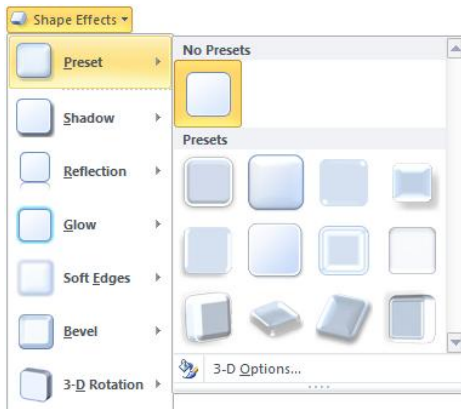 Shape Effects
Preset
Shadow
Reflection
Glow
Soft Edges
Bevel
3-D Rotation
No Presets
Presets
3-D Options...